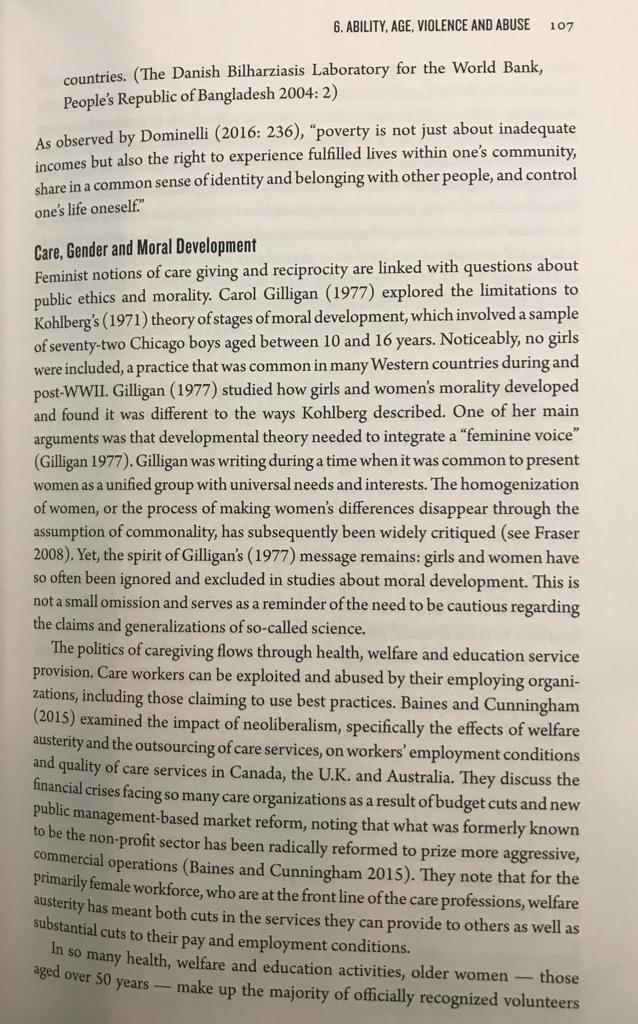 6. ABILITY, AGE, VIOLENCE AND ABUSE 107
countries. (The Danish Bilharziasis Laboratory for the World Bank,
People's Republic of Bangladesh 2004: 2)
As observed by Dominelli (2016: 236), “poverty is not just about inadequate
incomes but also the right to experience fulfilled lives within one's community,
share in a common sense of identity and belonging with other people, and control
one's life oneself.”
Care, Gender and Moral Development
Feminist notions of care giving and reciprocity are linked with questions about
public ethics and morality. Carol Gilligan (1977) explored the limitations to
Kohlberg's (1971) theory of stages of moral development, which involved a sample
of seventy-two Chicago boys aged between 10 and 16 years. Noticeably, no girls
were included, a practice that was common in many Western countries during and
post-WWII. Gilligan (1977) studied how girls and women's morality developed
and found it was different to the ways Kohlberg described. One of her main
arguments was that developmental theory needed to integrate a “feminine voice”
(Gilligan 1977). Gilligan was writing during a time when it was common to present
women as a unified group with universal needs and interests. The homogenization
of women, or the process of making women's differences disappear through the
assumption of commonality, has subsequently been widely critiqued (see Fraser
2008). Yet, the spirit of Gilligan's (1977) message remains: girls and women have
so often been ignored and excluded in studies about moral development. This is
not a small omission and serves as a reminder of the need to be cautious regarding
the claims and generalizations of so-called science.
The politics of caregiving flows through health, welfare and education service
provision. Care workers can be exploited and abused by their employing organi-
zations, including those claiming to use best practices. Baines and Cunningham
(2015) examined the impact of neoliberalism, specifically the effects of welfare
austerity and the outsourcing of care services, on workers' employment conditions
and quality of care services in Canada, the U.K. and Australia. They discuss the
financial crises facing so many care organizations as a result of budget cuts and new
public management-based market reform, noting that what was formerly known
to be the non-profit sector has been radically reformed to prize more aggressive,
commercial operations (Baines and Cunningham 2015). They note that for the
primarily female workforce, who are at the front line of the care professions, welfare
austerity has meant both cuts in the services they can provide to others as well as
substantial cuts to their pay and employment conditions.
In so many health, welfare and education activities, older women — those
aged over 50 years — make up the majority of officially recognized volunteers